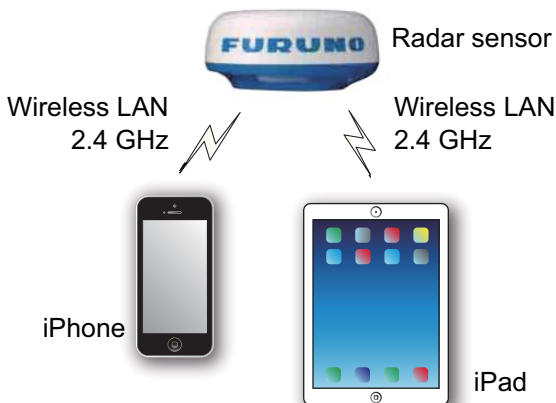 FURUNO
Radar sensor
Wireless LAN
2.4 GHz
Wireless LAN
2.4 GHz
iPhone
iPad